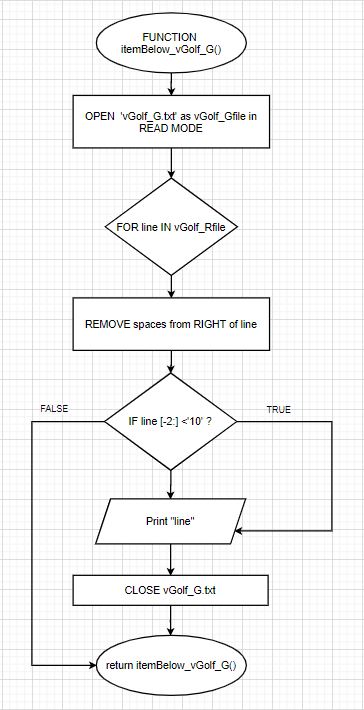 FUNCTION
itemBelow_vGolf_G()
OPEN 'vGolf_G.txt' as vGolf_Gfile in
READ MODE
FOR line IN vGolf_Rfile
REMOVE spaces from RIGHT of line
FALSE
TRUE
IF line [-2:] <'10' ?
Print "line"
CLOSE vGolf_G.txt
return itemBelow_vGolf_G()